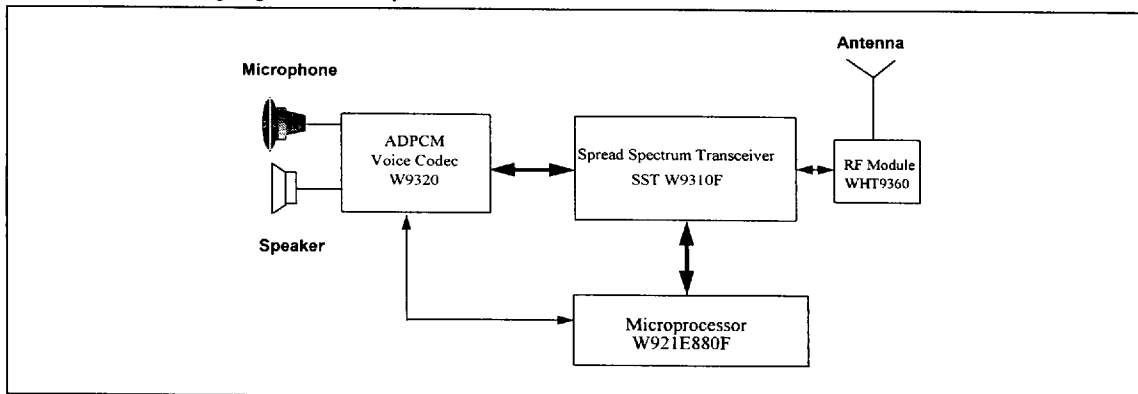 Antenna
Microphone
ADPCM
Voice Codec
W9320
Spread Spectrum Transceiver
SST W9310F
RF Module
WHT9360
Speaker
Microprocessor
W921E880F